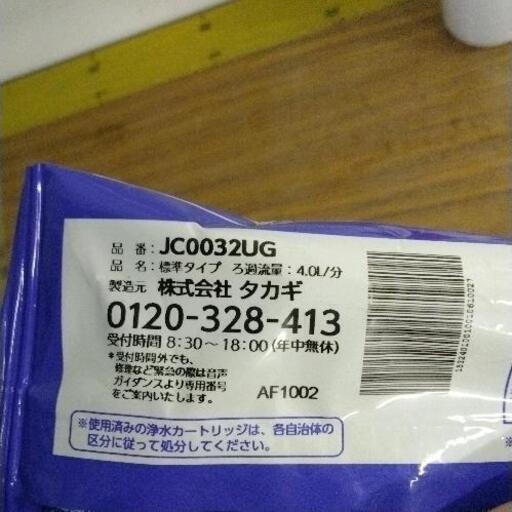 品番：JC0032UG
品名：標準タイプ ろ過流量：4.0L/分
製造元 株式会社 タカギ
0120-328-413
受付時間 8:30～18:00（年中無休）
*受付時間外でも、
修理など緊急の際は音声
ガイダンスより専用番号
をご案内いたします。
AF1002
※使用済みの浄水カートリッジは、各自治体の
区分に従って処分してください。